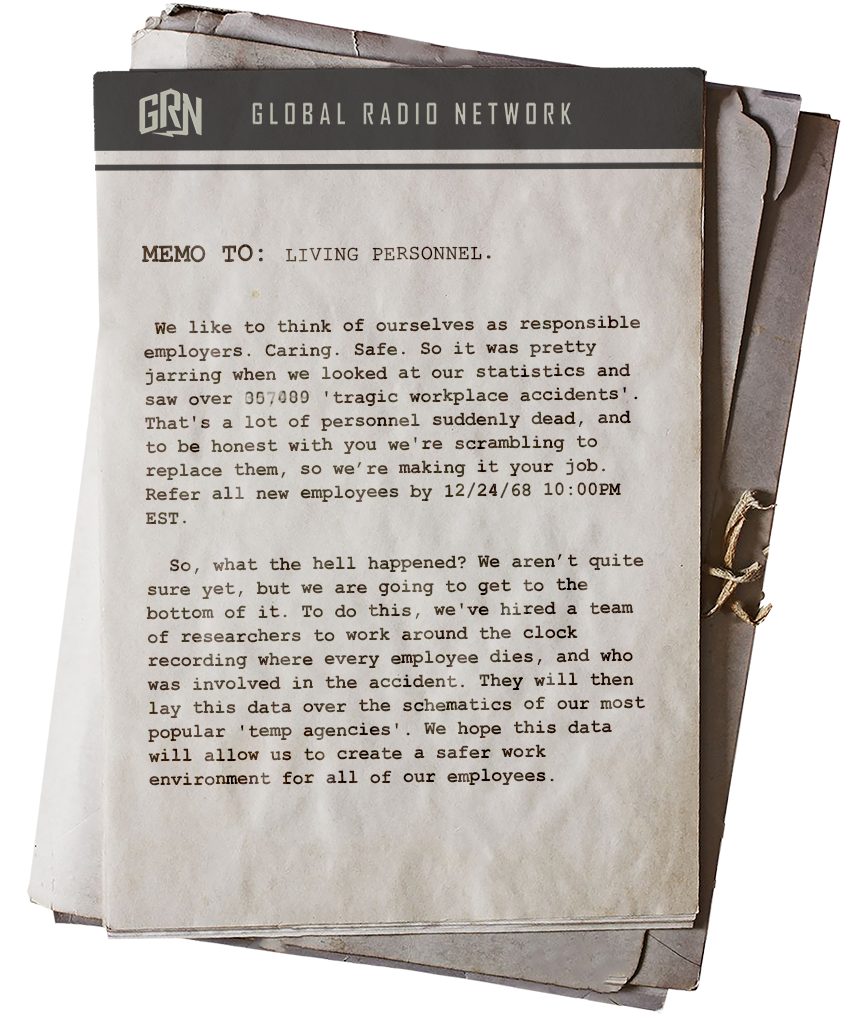 GRN GLOBAL RADIO NETWORK
MEMO TO: LIVING PERSONNEL.
We like to think of ourselves as responsible
employers. Caring. Safe. So it was pretty
jarring when we looked at our statistics and
saw over 'tragic workplace accidents'.
That's a lot of personnel suddenly dead, and
to be honest with you we're scrambling to
replace them, so we’re making it your job.
Refer all new employees by 12/24/68 10:00PM
EST.
So, what the hell happened? We aren’t quite
sure yet, but we are going to get to the
bottom of it. To do this, we've hired a team
of researchers to work around the clock
recording where every employee dies, and who
was involved in the accident. They will then
lay this data over the schematics of our most
popular 'temp agencies'. We hope this data
will allow us to create a safer work
environment for all of our employees.